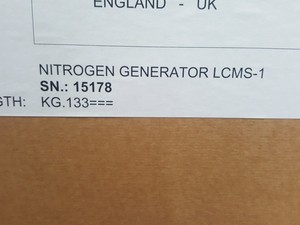 ENGLAND - UK
NITROGEN GENERATOR LCMS-1
SN.: 15178
GTH: KG.133===